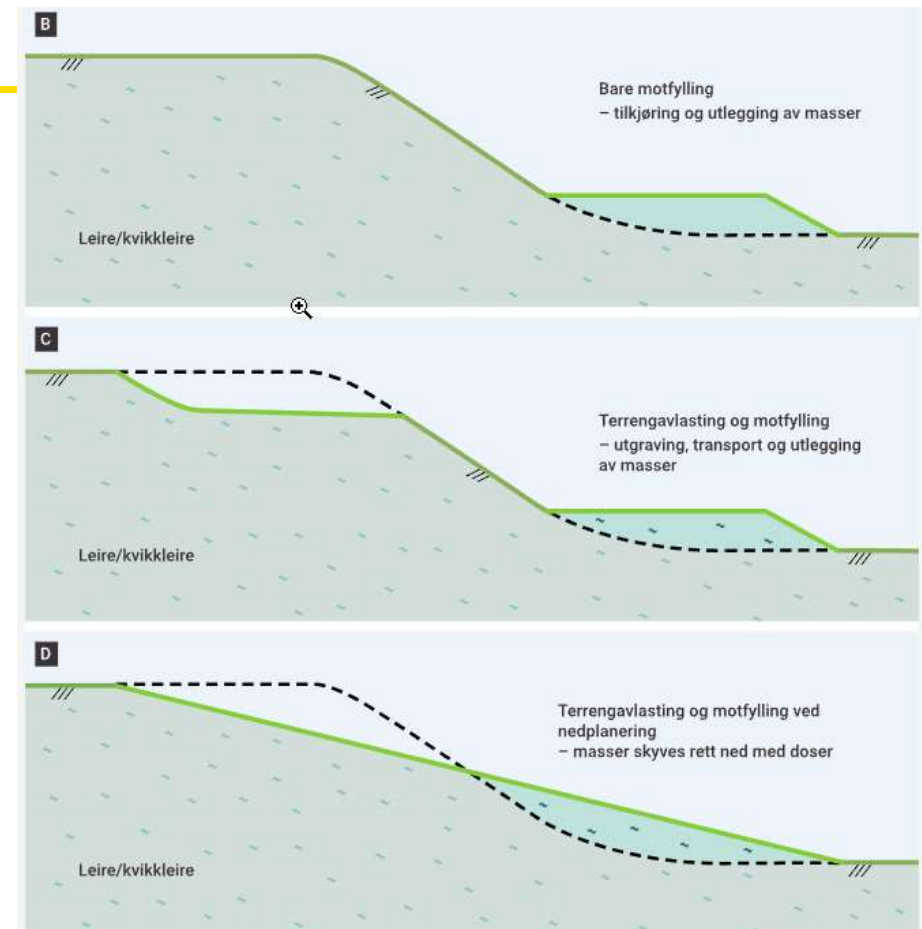 B
Bare motfylling
– tilkjøring og utlegging av masser
Leire/kvikkleire
C
Terrengavlasting og motfylling
– utgraving, transport og utlegging
av masser
Leire/kvikkleire
D
Terrengavlasting og motfylling ved
nedplanering
– masser skyves rett ned med doser
Leire/kvikkleire